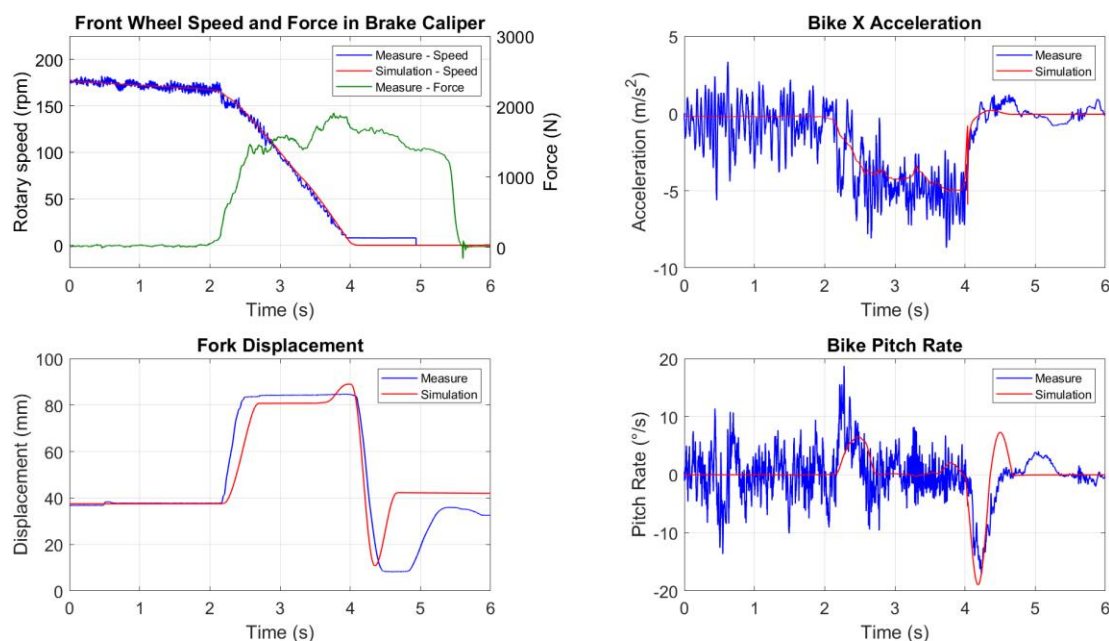 Front Wheel Speed and Force in Brake Caliper
Rotary speed (rpm)
200
150
100
50
0
Measure - Speed
Simulation - Speed
Measure - Force
3000
2000
1000
0
Force (N)
0 1 2 3 4 5 6
Time (s)
Bike X Acceleration
Acceleration (m/s²)
5
0
-5
-10
Measure
Simulation
0 1 2 3 4 5 6
Time (s)
Fork Displacement
Displacement (mm)
100
80
60
40
20
0
Measure
Simulation
0 1 2 3 4 5 6
Time (s)
Bike Pitch Rate
Pitch Rate (°/s)
20
10
0
-10
-20
Measure
Simulation
0 1 2 3 4 5 6
Time (s)